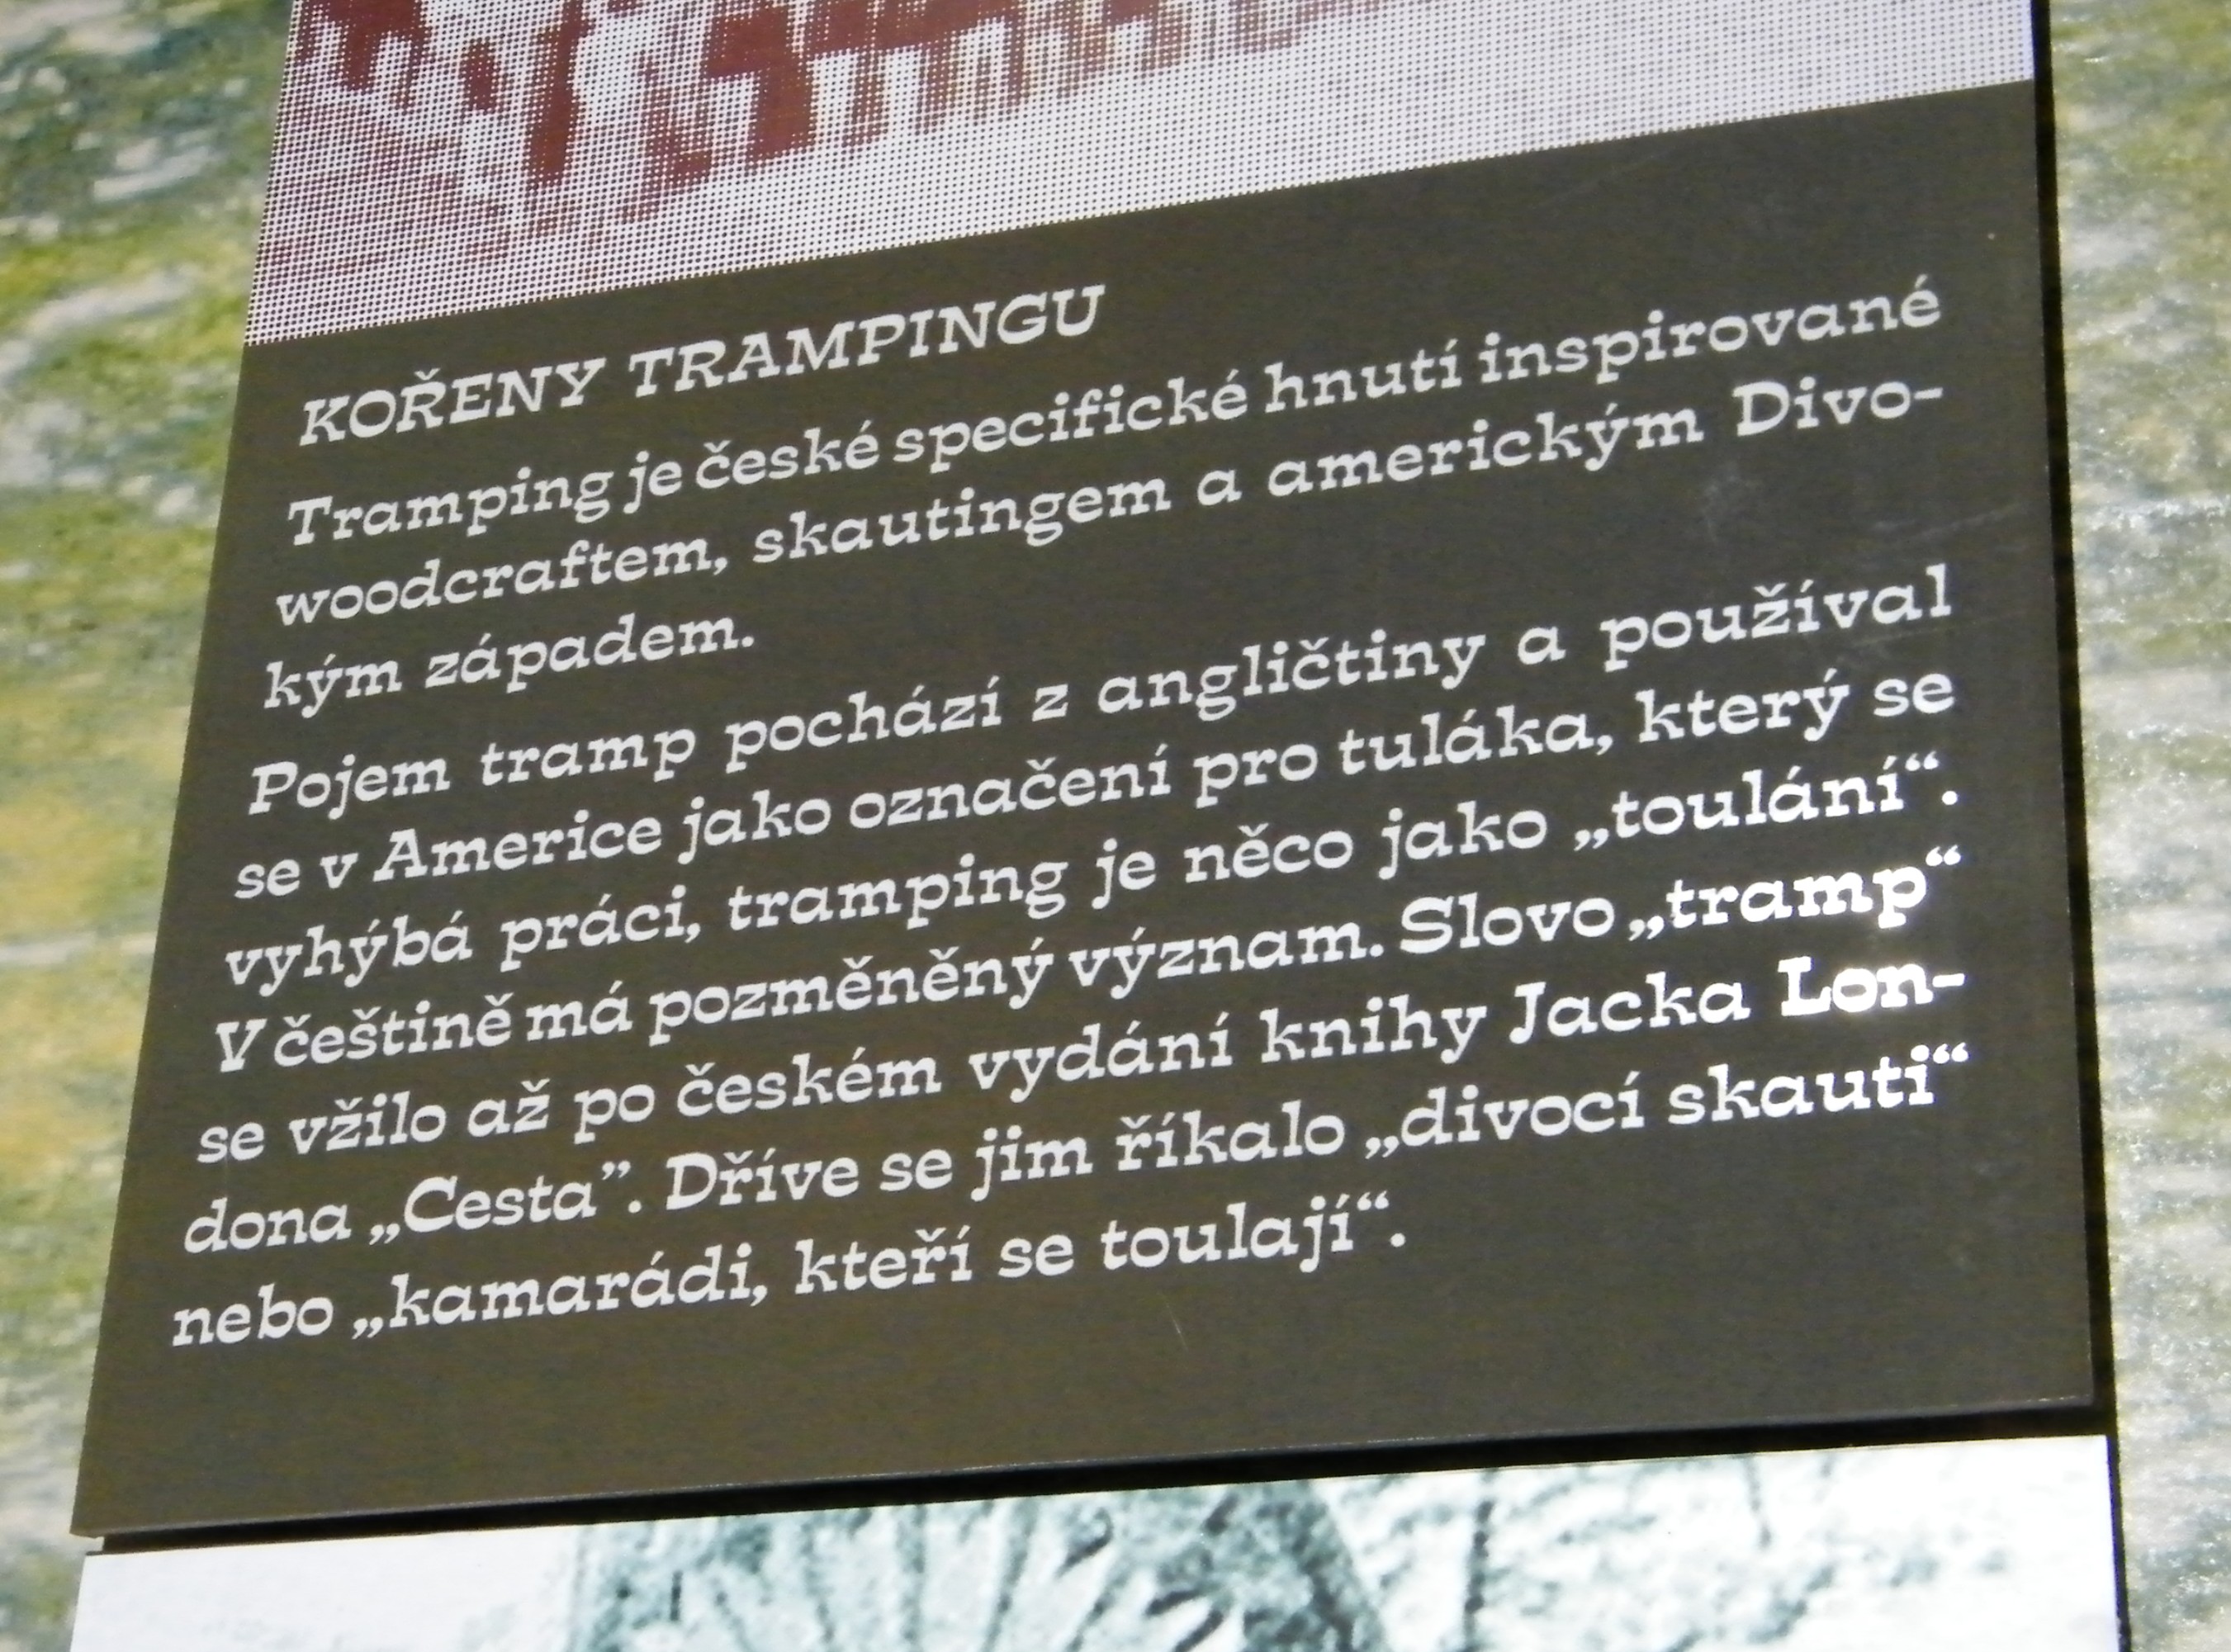 KOŘENY TRAMPINGU
Tramping je české specifické hnutí inspirované
woodcraftem, skautingem a americkým Divo-
kým západem.
Pojem tramp pochází z angličtiny a používal
se v Americe jako označení pro tuláka, který se
vyhýbá práci, tramping je něco jako „toulání“.
V češtině má pozměněný význam. Slovo „tramp“
se vžilo až po českém vydání knihy Jacka Lon-
dona „Cesta”. Dříve se jim říkalo „divocí skauti“
nebo „kamarádi, kteří se toulají“.